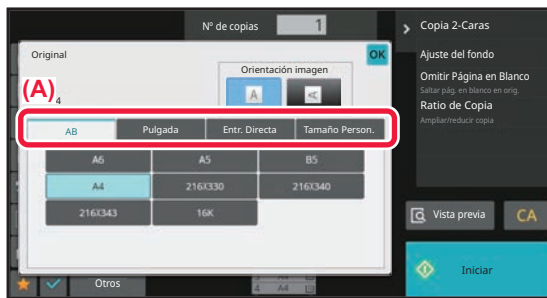 Nº de copias 1
Original
OK
Orientación imagen
A
A
(A)
4
AB
Pulgada
Entr. Directa
Tamaño Person.
A6
A5
B5
A4
216X330
216X340
216X343
16K
Otros
4 A4
Copia 2-Caras
Ajuste del fondo
Omitir Página en Blanco
Saltar pág. en blanco en orig.
Ratio de Copia
Ampliar/reducir copia
Vista previa
CA
Iniciar